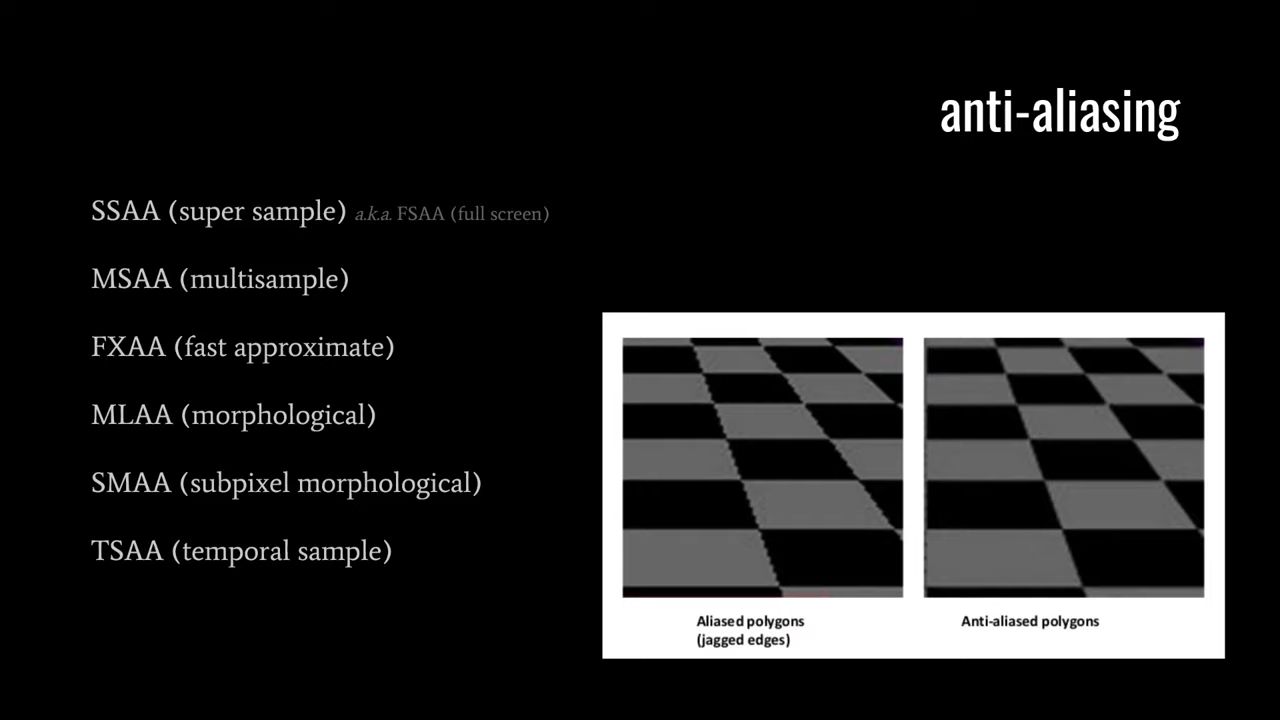 anti-aliasing
SSAA (super sample) a.k.a. FSAA (full screen)
MSAA (multisample)
FXAA (fast approximate)
MLAA (morphological)
SMAA (subpixel morphological)
TSAA (temporal sample)
Aliased polygons
(jagged edges)
Anti-aliased polygons